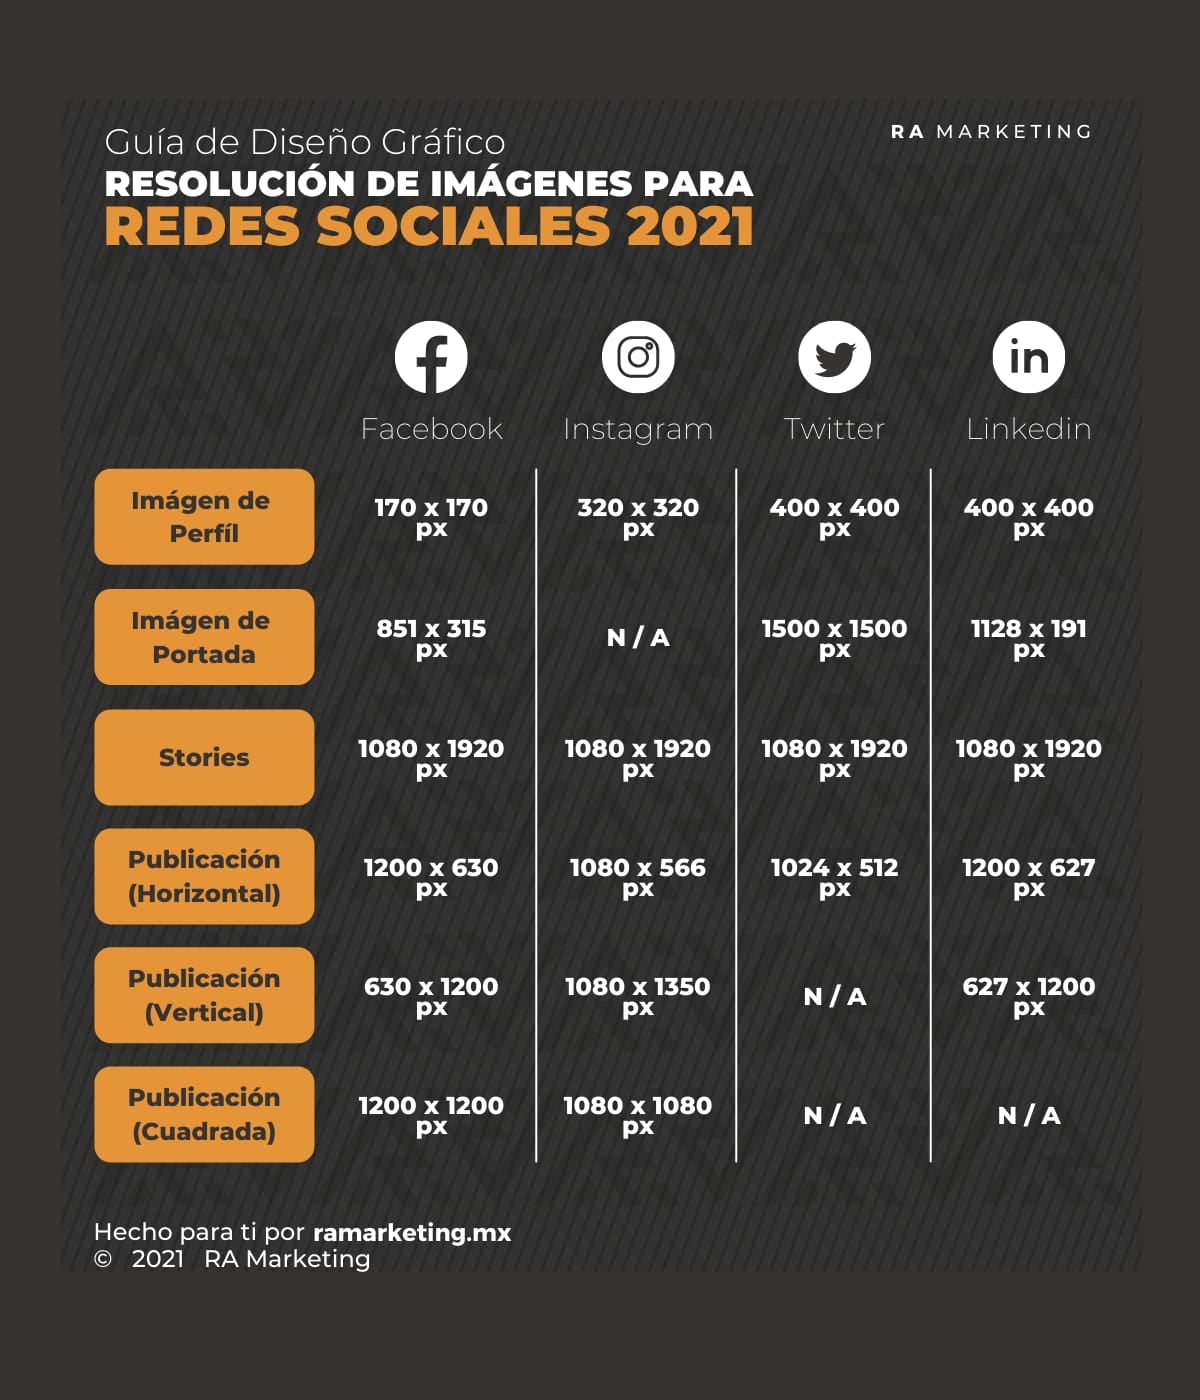 Guía de Diseño Gráfico
RA MARKETING
RESOLUCIÓN DE IMÁGENES PARA
REDES SOCIALES 2021
Facebook
Instagram
Twitter
in
Linkedin
Imágen de
Perfíl
170 x 170
px
320 x 320
px
400 x 400
px
400 x 400
px
Imágen de
Portada
851 x 315
px
N / A
1500 x 1500
px
1128 x 191
px
Stories
1080 x 1920
px
1080 x 1920
px
1080 x 1920
px
1080 x 1920
px
Publicación
(Horizontal)
1200 x 630
px
1080 x 566
px
1024 x 512
px
1200 x 627
px
Publicación
(Vertical)
630 x 1200
px
1080 x 1350
px
N / A
627 x 1200
px
Publicación
(Cuadrada)
1200 x 1200
px
1080 x 1080
px
N / A
N / A
Hecho para ti por ramarketing.mx
© 2021 RA Marketing